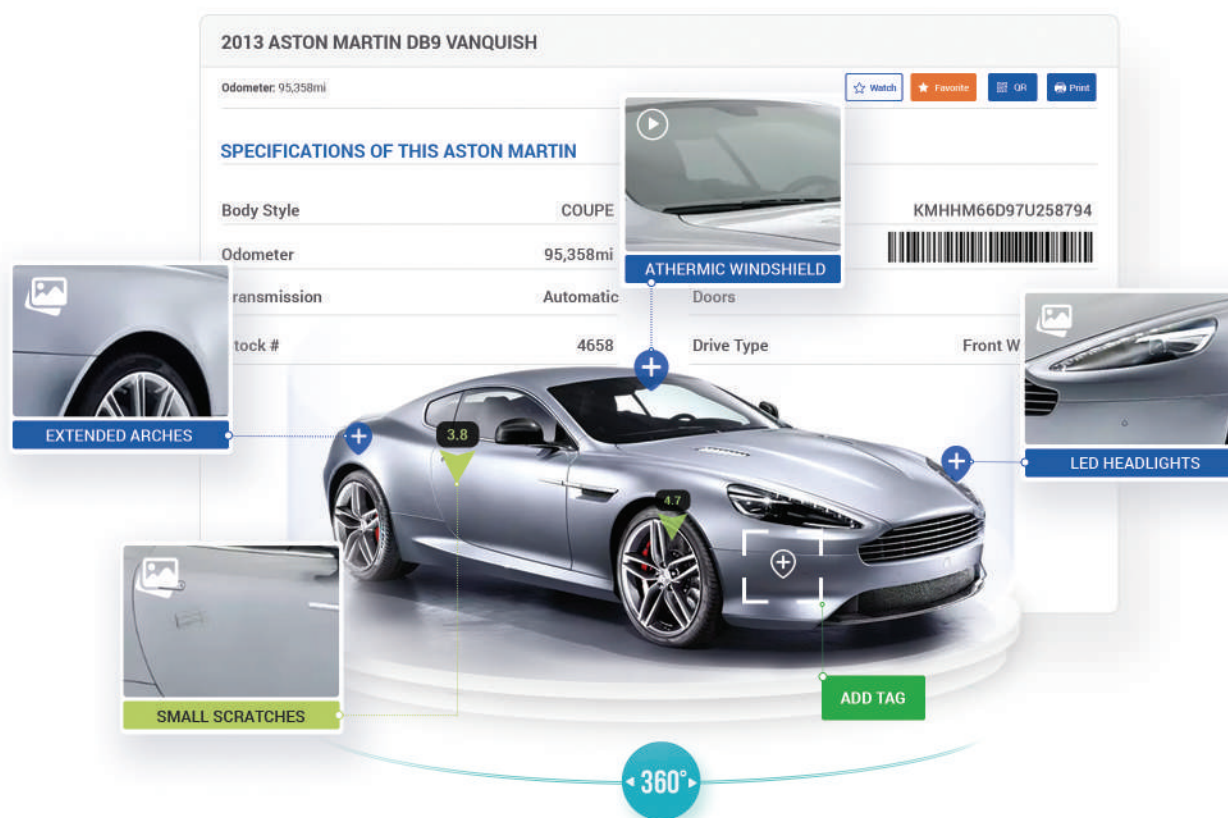 2013 ASTON MARTIN DB9 VANQUISH
Odometer: 95,358mi
Watch
Favorite
QR
Print
SPECIFICATIONS OF THIS ASTON MARTIN
Body Style COUPE
KMHHM66D97U258794
Odometer 95,358mi
ATHERMIC WINDSHIELD
ransmission Automatic
Doors
tock # 4658
Drive Type Front W
EXTENDED ARCHES
3.8
LED HEADLIGHTS
4.7
SMALL SCRATCHES
ADD TAG
360°